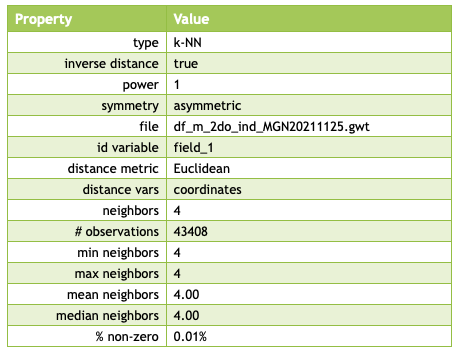 Property Value
type k-NN
inverse distance true
power 1
symmetry asymmetric
file df_m_2do_ind_MGN20211125.gwt
id variable field_1
distance metric Euclidean
distance vars coordinates
neighbors 4
# observations 43408
min neighbors 4
max neighbors 4
mean neighbors 4.00
median neighbors 4.00
% non-zero 0.01%